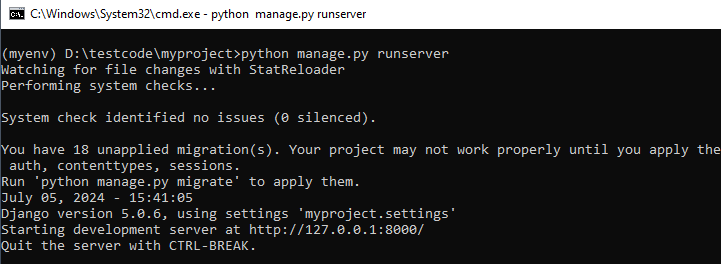 C:\Windows\System32\cmd.exe - python  manage.py runserver
(myenv) D:\testcode\myproject>python manage.py runserver
Watching for file changes with StatReloader
Performing system checks...
System check identified no issues (0 silenced).
You have 18 unapplied migration(s). Your project may not work properly until you apply the
 auth, contenttypes, sessions.
Run 'python manage.py migrate' to apply them.
July 05, 2024 - 15:41:05
Django version 5.0.6, using settings 'myproject.settings'
Starting development server at http://127.0.0.1:8000/
Quit the server with CTRL-BREAK.